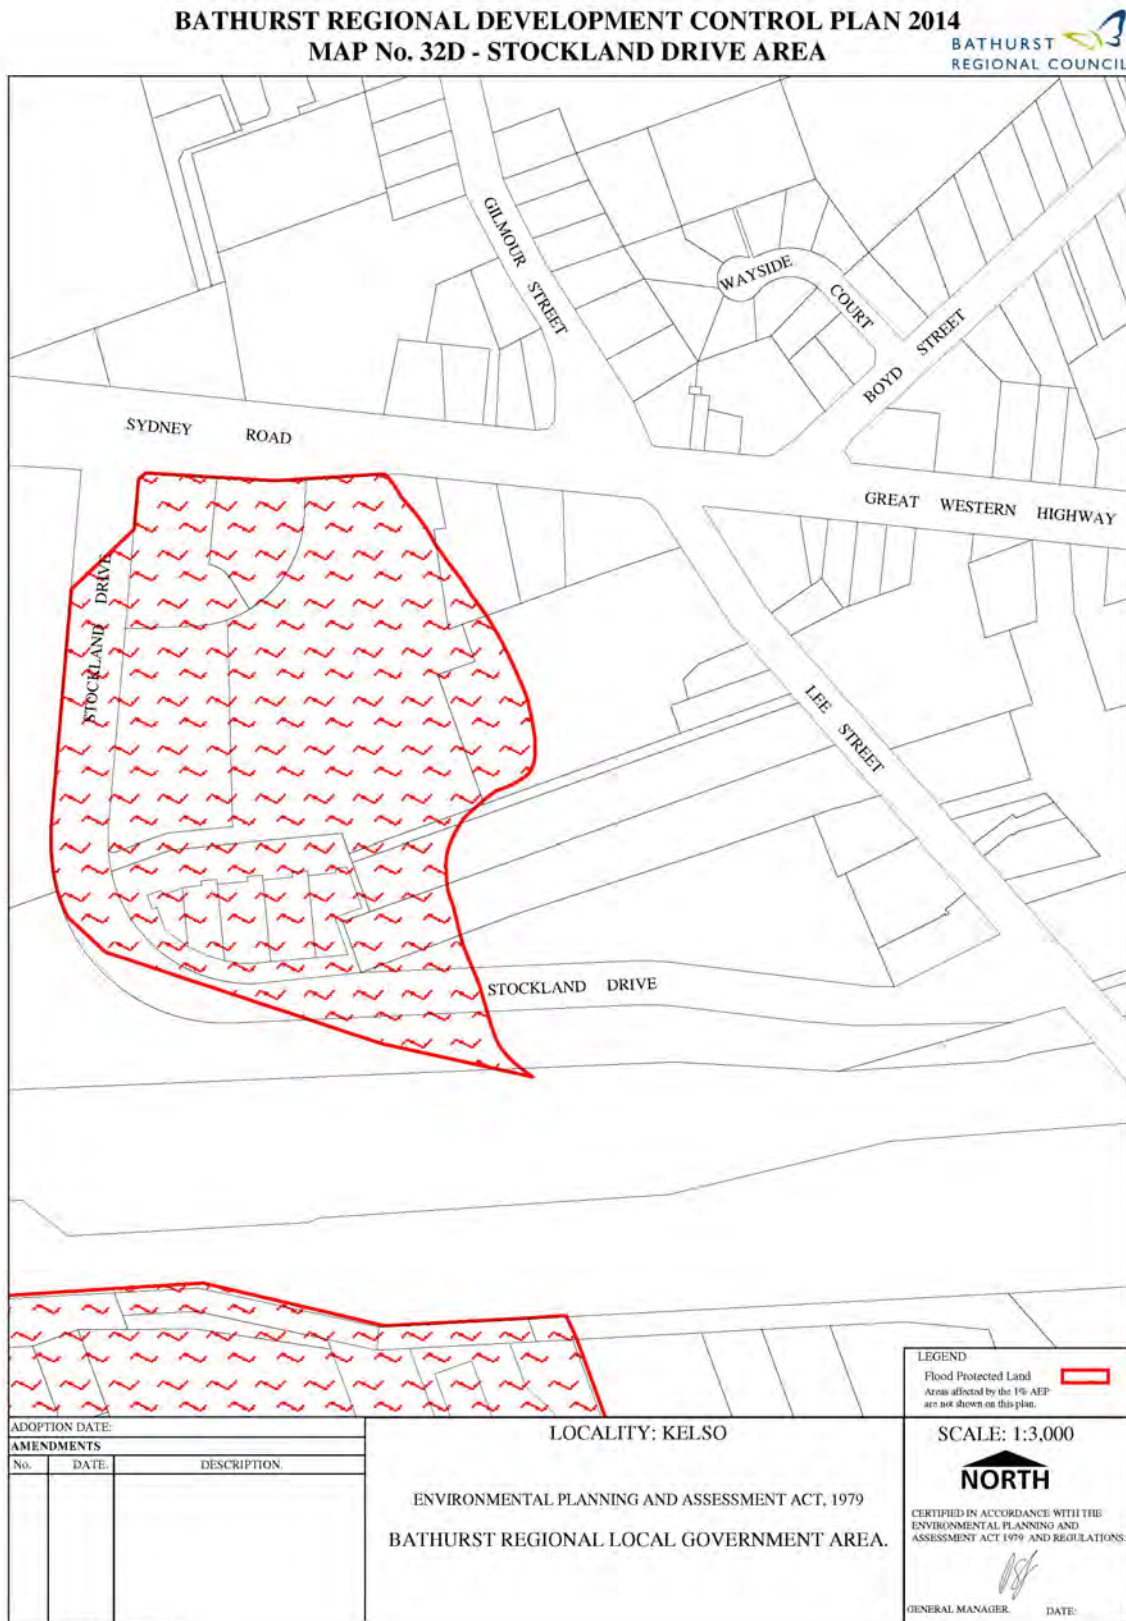 BATHURST REGIONAL DEVELOPMENT CONTROL PLAN 2014
MAP No. 32D - STOCKLAND DRIVE AREA
BATHURST
REGIONAL COUNCIL
GILMOUR STREET
WAYSIDE COURT
BOYD STREET
SYDNEY ROAD
GREAT WESTERN HIGHWAY
STOCKLAND DRIVE
LEE STREET
STOCKLAND DRIVE
LEGEND
Flood Protected Land
Areas affected by the 1% AEP
are not shown on this plan.
ADOPTION DATE:
AMENDMENTS
No. DATE. DESCRIPTION.
LOCALITY: KELSO
ENVIRONMENTAL PLANNING AND ASSESSMENT ACT, 1979
BATHURST REGIONAL LOCAL GOVERNMENT AREA.
SCALE: 1:3,000
NORTH
CERTIFIED IN ACCORDANCE WITH THE
ENVIRONMENTAL PLANNING AND
ASSESSMENT ACT 1979 AND REGULATIONS.
GENERAL MANAGER. DATE: